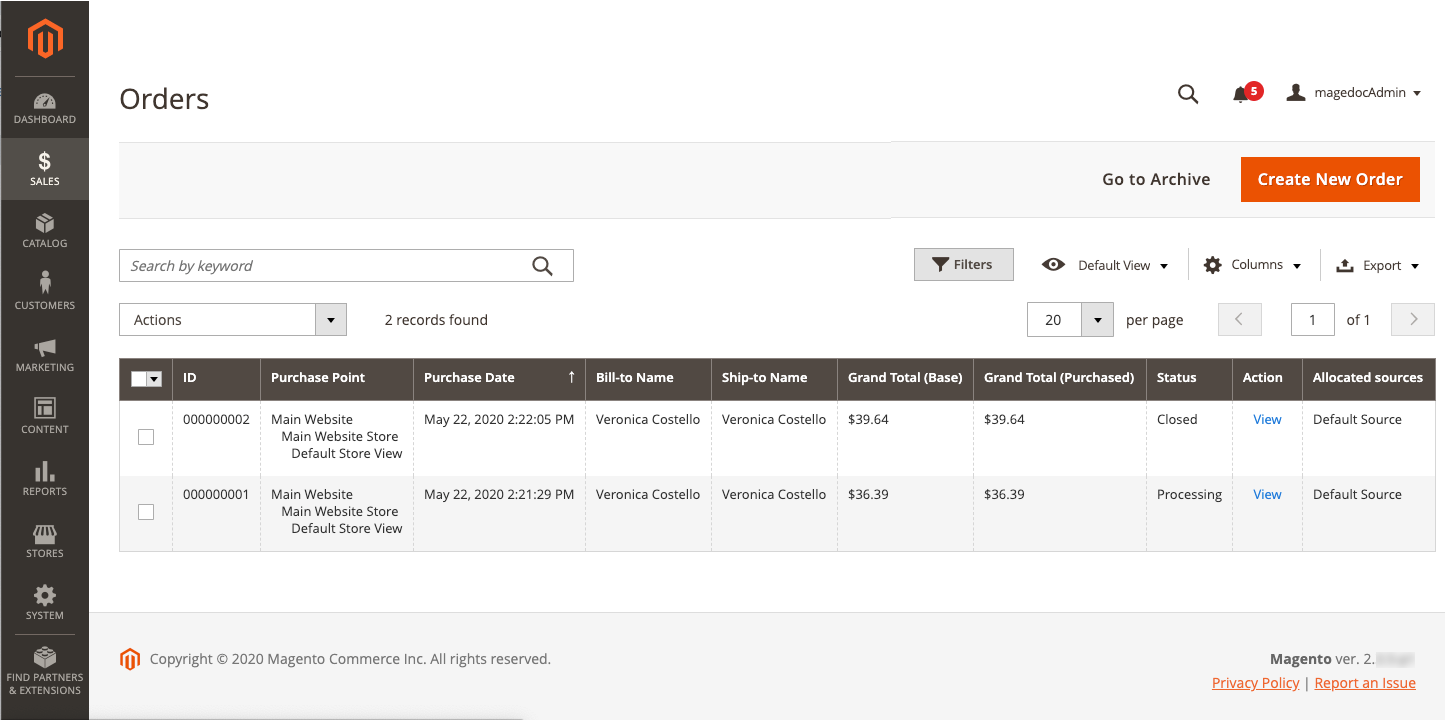 Orders
5
magedocAdmin
DASHBOARD
SALES
CATALOG
CUSTOMERS
MARKETING
CONTENT
REPORTS
STORES
SYSTEM
FIND PARTNERS
& EXTENSIONS
Go to Archive
Create New Order
Search by keyword
Filters
Default View
Columns
Export
Actions
2 records found
20
per page
1
of 1
ID Purchase Point Purchase Date ↑ Bill-to Name Ship-to Name Grand Total (Base) Grand Total (Purchased) Status Action Allocated sources
000000002 Main Website May 22, 2020 2:22:05 PM Veronica Costello Veronica Costello $39.64 $39.64 Closed View Default Source
Main Website Store
Default Store View
000000001 Main Website May 22, 2020 2:21:29 PM Veronica Costello Veronica Costello $36.39 $36.39 Processing View Default Source
Main Website Store
Default Store View
Copyright © 2020 Magento Commerce Inc. All rights reserved.
Magento ver. 2.
Privacy Policy | Report an Issue